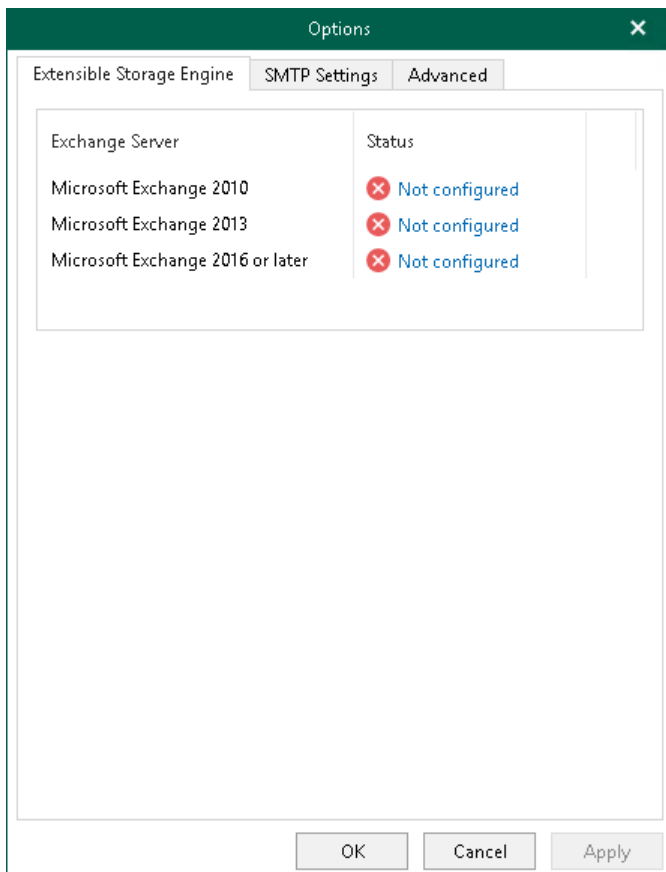 Options
Extensible Storage Engine SMTP Settings Advanced
Exchange Server Status
Microsoft Exchange 2010 Not configured
Microsoft Exchange 2013 Not configured
Microsoft Exchange 2016 or later Not configured
OK Cancel Apply